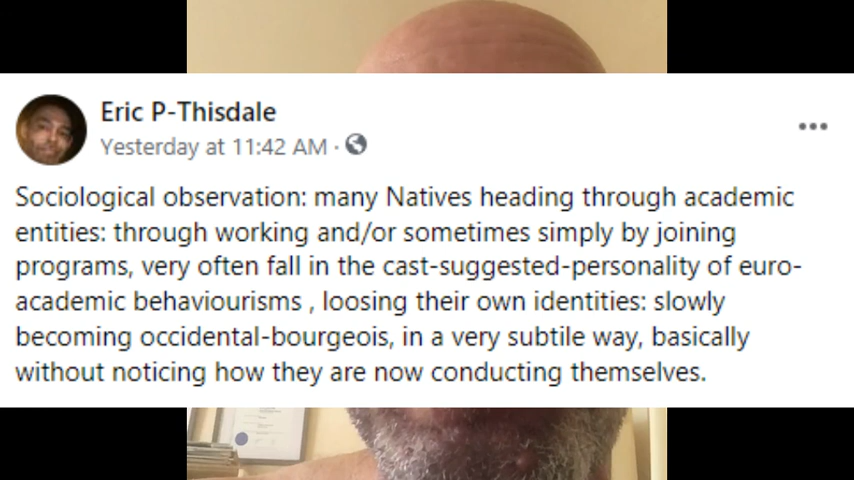 Eric P-Thisdale
Yesterday at 11:42 AM ·
Sociological observation: many Natives heading through academic
entities: through working and/or sometimes simply by joining
programs, very often fall in the cast-suggested-personality of euro-
academic behaviourisms , loosing their own identities: slowly
becoming occidental-bourgeois, in a very subtile way, basically
without noticing how they are now conducting themselves.